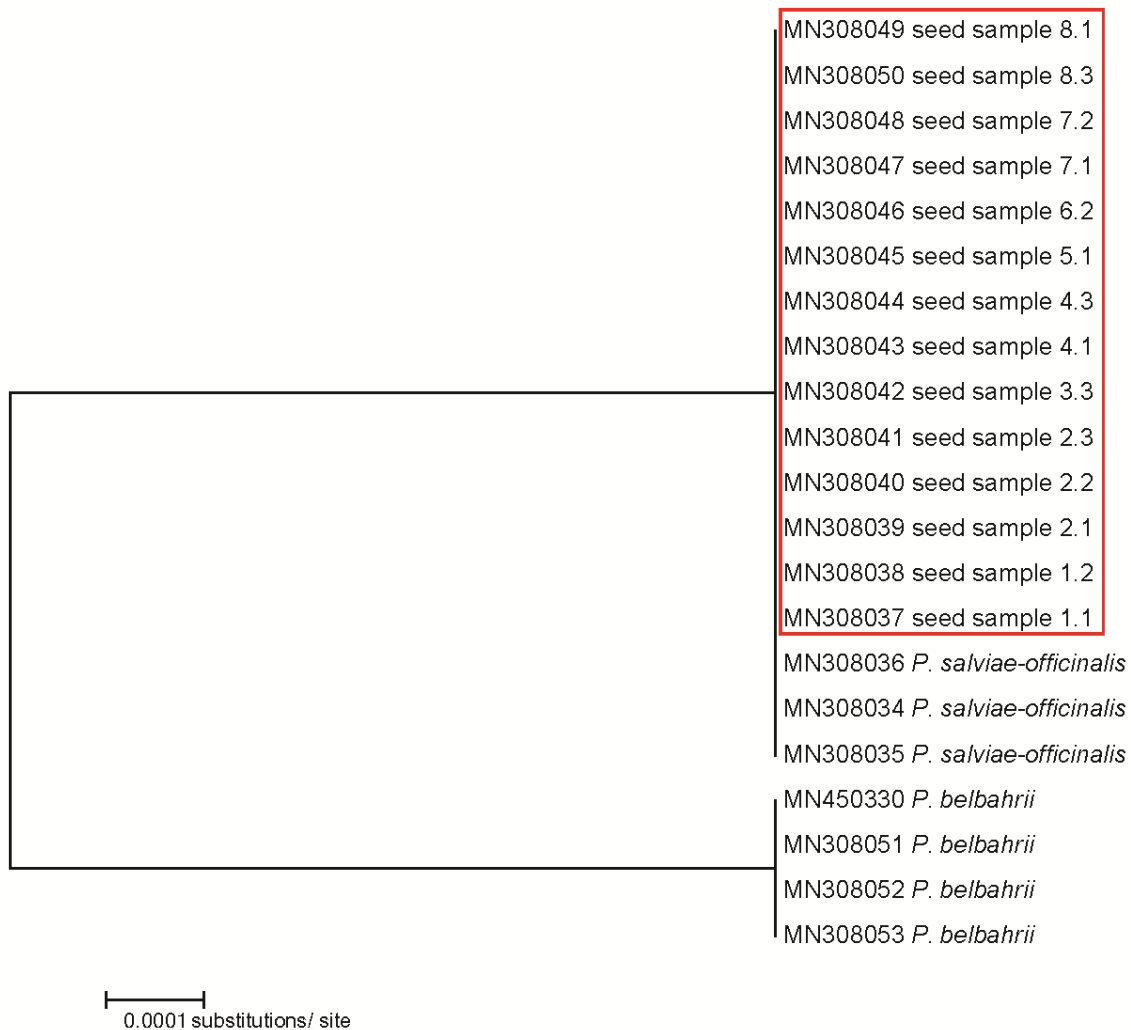 MN308049 seed sample 8.1
MN308050 seed sample 8.3
MN308048 seed sample 7.2
MN308047 seed sample 7.1
MN308046 seed sample 6.2
MN308045 seed sample 5.1
MN308044 seed sample 4.3
MN308043 seed sample 4.1
MN308042 seed sample 3.3
MN308041 seed sample 2.3
MN308040 seed sample 2.2
MN308039 seed sample 2.1
MN308038 seed sample 1.2
MN308037 seed sample 1.1
MN308036 P. salviae-officinalis
MN308034 P. salviae-officinalis
MN308035 P. salviae-officinalis
MN450330 P. belbahrii
MN308051 P. belbahrii
MN308052 P. belbahrii
MN308053 P. belbahrii
0.0001 substitutions/ site